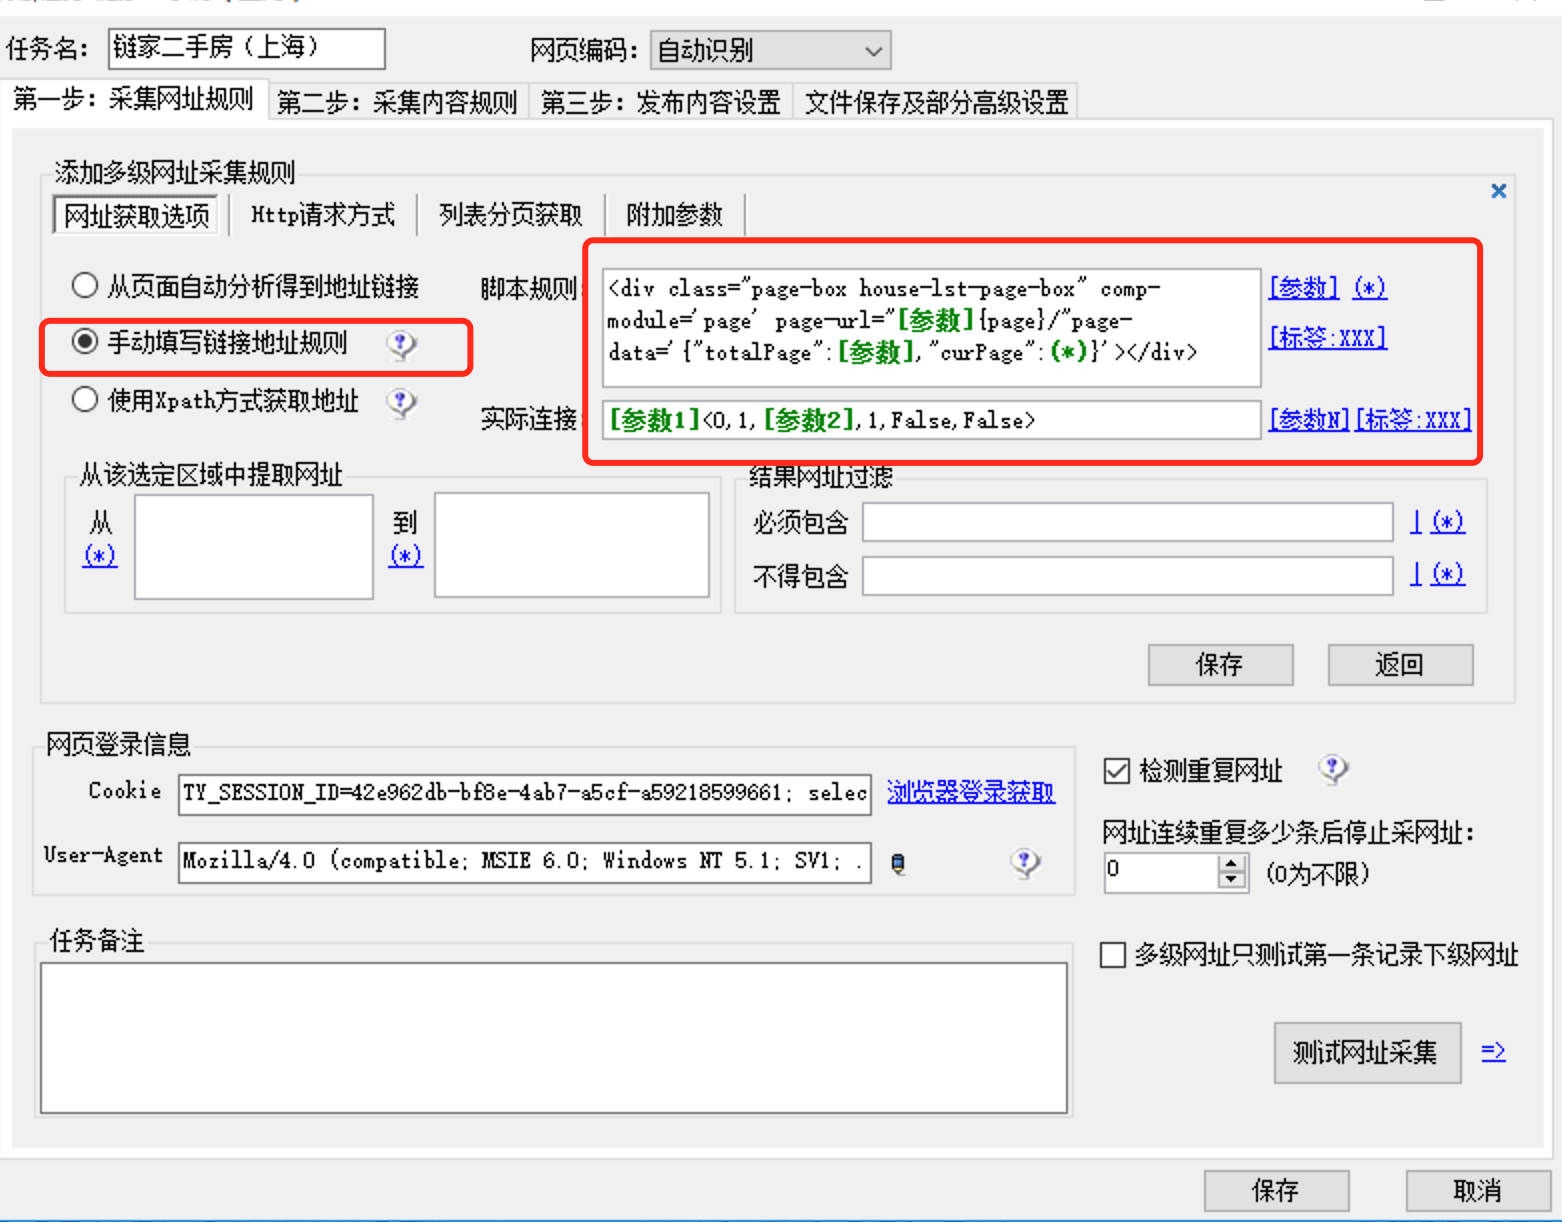 任务名： 链家二手房（上海）
网页编码： 自动识别
第一步：采集网址规则 第二步：采集内容规则 第三步：发布内容设置 文件保存及部分高级设置
添加多级网址采集规则
网址获取选项 Http请求方式 列表分页获取 附加参数
从页面自动分析得到地址链接
手动填写链接地址规则
使用Xpath方式获取地址
脚本规则:
<div class="page-box house-lst-page-box" comp-
module='page' page-url="[参数]{page}/"page-
data='{"totalPage":[参数],"curPage":(*)}'></div>
[参数] (*)
[标签:XXX]
实际连接: [参数1]<0,1,[参数2],1,False,False> [参数N][标签:XXX]
从该选定区域中提取网址
从
(*)
到
(*)
结果网址过滤
必须包含 | (*)
不得包含 | (*)
保存 返回
网页登录信息
Cookie TY_SESSION_ID=42e962db-bf8e-4ab7-a5cf-a59218599661; selec 浏览器登录获取
User-Agent Mozilla/4.0 (compatible; MSIE 6.0; Windows NT 5.1; SV1; .
检测重复网址
网址连续重复多少条后停止采网址：
0 (0为不限)
任务备注
多级网址只测试第一条记录下级网址
测试网址采集 =>
保存 取消